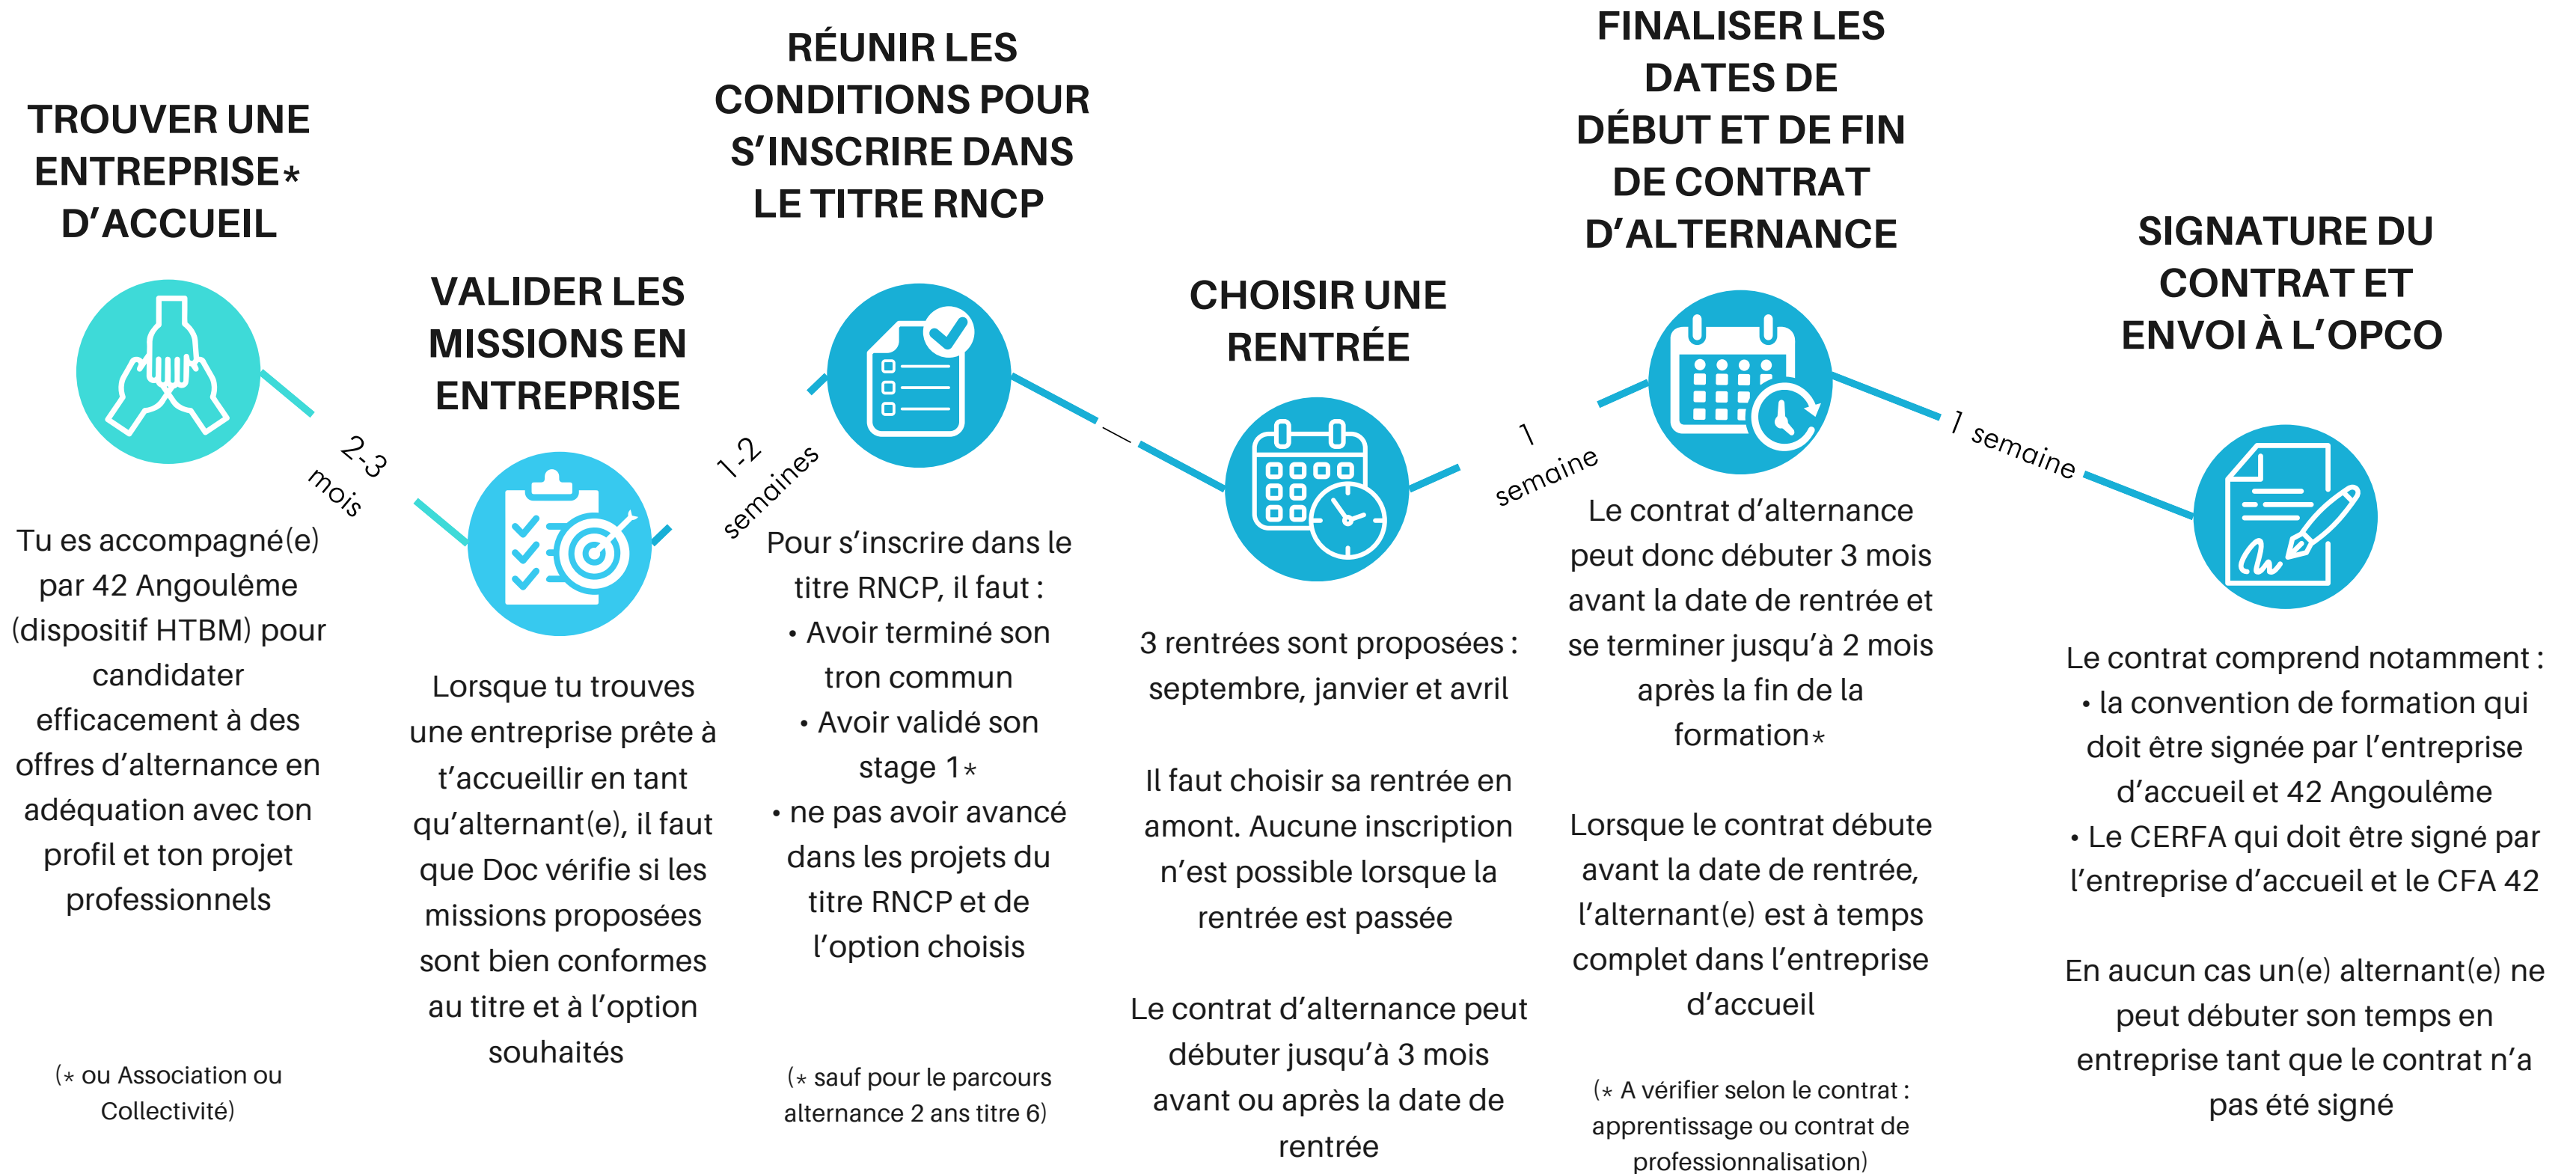 TROUVER UNE
ENTREPRISE*
D'ACCUEIL
2-3
mois
Tu es accompagné(e)
par 42 Angoulême
(dispositif HTBM) pour
candidater
efficacement à des
offres d'alternance en
adéquation avec ton
profil et ton projet
professionnels
(* ou Association ou
Collectivité)
VALIDER LES
MISSIONS EN
ENTREPRISE
1-2
semaines
Lorsque tu trouves
une entreprise prête à
t'accueillir en tant
qu'alternant(e), il faut
que Doc vérifie si les
missions proposées
sont bien conformes
au titre et à l'option
souhaités
RÉUNIR LES
CONDITIONS POUR
S'INSCRIRE DANS
LE TITRE RNCP
Pour s'inscrire dans le
titre RNCP, il faut :
• Avoir terminé son
tron commun
• Avoir validé son
stage 1*
• ne pas avoir avancé
dans les projets du
titre RNCP et de
l'option choisis
(* sauf pour le parcours
alternance 2 ans titre 6)
CHOISIR UNE
RENTRÉE
1
semaine
3 rentrées sont proposées :
septembre, janvier et avril
Il faut choisir sa rentrée en
amont. Aucune inscription
n'est possible lorsque la
rentrée est passée
Le contrat d'alternance peut
débuter jusqu'à 3 mois
avant ou après la date de
rentrée
FINALISER LES
DATES DE
DÉBUT ET DE FIN
DE CONTRAT
D'ALTERNANCE
1 semaine
Le contrat d'alternance
peut donc débuter 3 mois
avant la date de rentrée et
se terminer jusqu'à 2 mois
après la fin de la
formation*
Lorsque le contrat débute
avant la date de rentrée,
l'alternant(e) est à temps
complet dans l'entreprise
d'accueil
(* A vérifier selon le contrat :
apprentissage ou contrat de
professionnalisation)
SIGNATURE DU
CONTRAT ET
ENVOI À L'OPCO
Le contrat comprend notamment :
• la convention de formation qui
doit être signée par l'entreprise
d'accueil et 42 Angoulême
• Le CERFA qui doit être signé par
l'entreprise d'accueil et le CFA 42
En aucun cas un(e) alternant(e) ne
peut débuter son temps en
entreprise tant que le contrat n'a
pas été signé